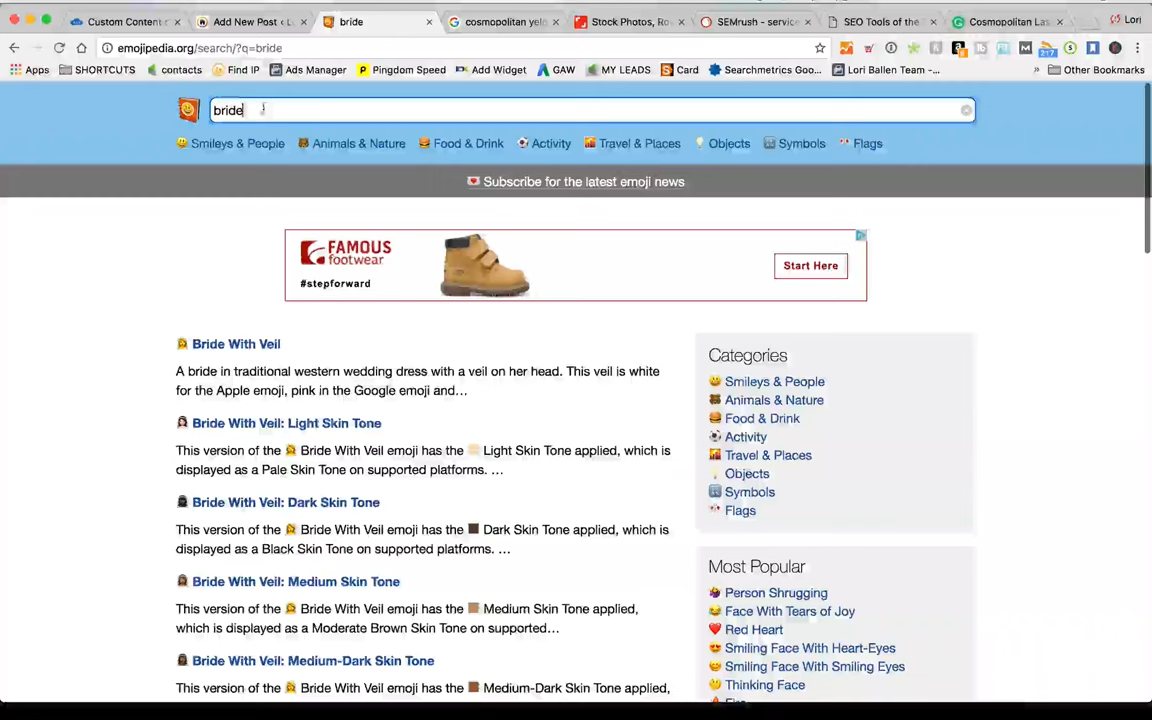 Custom Content
Add New Post ‹ L
bride
cosmopolitan yel
Stock Photos, Ro
SEMrush - service
SEO Tools of the
Cosmopolitan Las
Lori
emojipedia.org/search/?q=bride
217
Apps
SHORTCUTS
contacts
Find IP
Ads Manager
Pingdom Speed
Add Widget
GAW
MY LEADS
Card
Searchmetrics Goo...
Lori Ballen Team -...
»
Other Bookmarks
bride
Smileys & People
Animals & Nature
Food & Drink
Activity
Travel & Places
Objects
Symbols
Flags
Subscribe for the latest emoji news
FAMOUS
footwear
#stepforward
Start Here
Bride With Veil
A bride in traditional western wedding dress with a veil on her head. This veil is white
for the Apple emoji, pink in the Google emoji and…
Bride With Veil: Light Skin Tone
This version of the 👰 Bride With Veil emoji has the 🏻 Light Skin Tone applied, which is
displayed as a Pale Skin Tone on supported platforms. …
Bride With Veil: Dark Skin Tone
This version of the 👰 Bride With Veil emoji has the 🏿 Dark Skin Tone applied, which is
displayed as a Black Skin Tone on supported platforms. …
Bride With Veil: Medium Skin Tone
This version of the 👰 Bride With Veil emoji has the 🏽 Medium Skin Tone applied,
which is displayed as a Moderate Brown Skin Tone on supported…
Bride With Veil: Medium-Dark Skin Tone
This version of the 👰 Bride With Veil emoji has the 🏾 Medium-Dark Skin Tone applied,
Categories
Smileys & People
Animals & Nature
Food & Drink
Activity
Travel & Places
Objects
Symbols
Flags
Most Popular
Person Shrugging
Face With Tears of Joy
Red Heart
Smiling Face With Heart-Eyes
Smiling Face With Smiling Eyes
Thinking Face